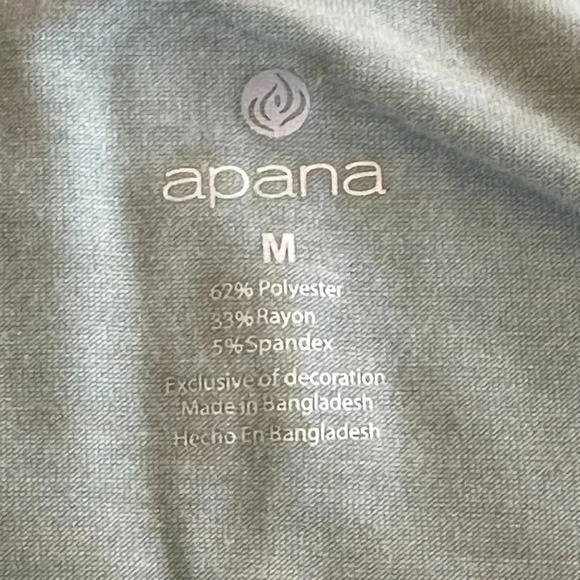 apana
M
62% Polyester
33% Rayon
5% Spandex
Exclusive of decoration
Made in Bangladesh
Hecho En Bangladesh